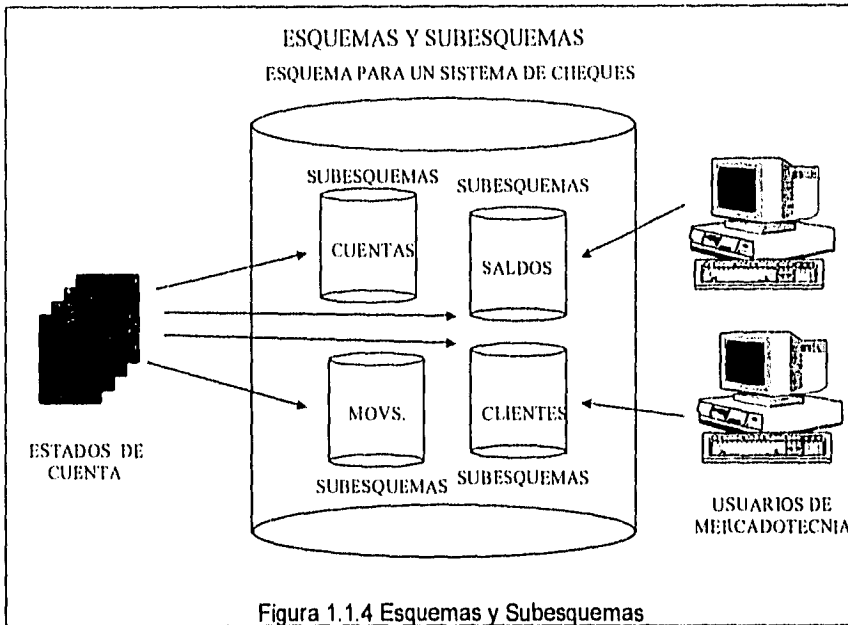 ESQUEMAS Y SUBESQUEMAS
ESQUEMA PARA UN SISTEMA DE CHEQUES
SUBESQUEMAS
CUENTAS
SUBESQUEMAS
SALDOS
MOVS.
SUBESQUEMAS
CLIENTES
SUBESQUEMAS
ESTADOS DE
CUENTA
USUARIOS DE
MERCADOTECNIA
Figura 1.1.4 Esquemas y Subesquemas